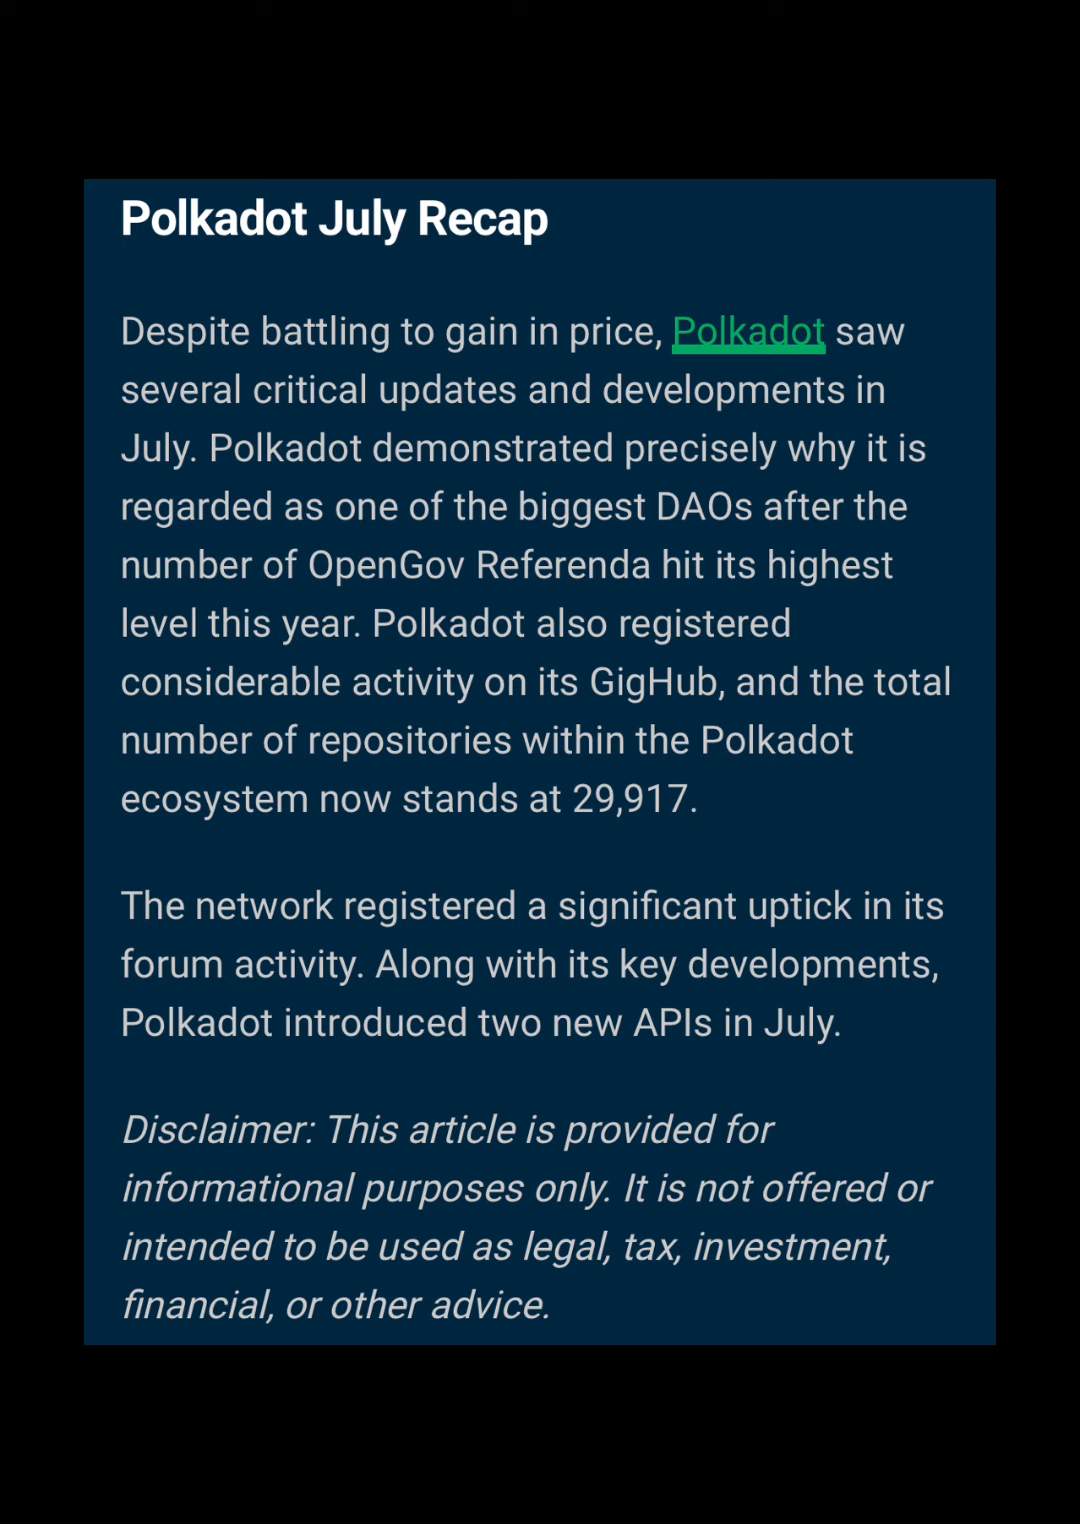 Polkadot July Recap
Despite battling to gain in price, Polkadot saw
several critical updates and developments in
July. Polkadot demonstrated precisely why it is
regarded as one of the biggest DAOs after the
number of OpenGov Referenda hit its highest
level this year. Polkadot also registered
considerable activity on its GigHub, and the total
number of repositories within the Polkadot
ecosystem now stands at 29,917.
The network registered a significant uptick in its
forum activity. Along with its key developments,
Polkadot introduced two new APIs in July.
Disclaimer: This article is provided for
informational purposes only. It is not offered or
intended to be used as legal, tax, investment,
financial, or other advice.